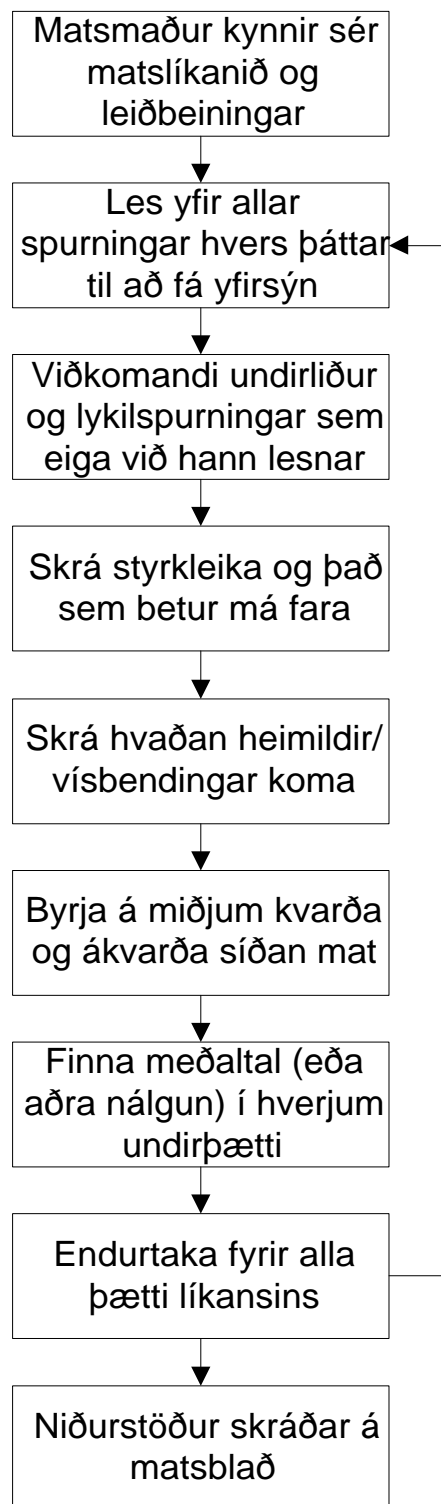 Matsmaður kynnir sér
matslíkanið og
leiðbeiningar
Les yfir allar
spurningar hvers þáttar
til að fá yfirsýn
Viðkomandi undirliður
og lykilspurningar sem
eiga við hann lesnar
Skrá styrkleika og það
sem betur má fara
Skrá hvaðan heimildir/
vísbendingar koma
Byrja á miðjum kvarða
og ákvarða síðan mat
Finna meðaltal (eða
aðra nálgun) í hverjum
undirþætti
Endurtaka fyrir alla
þætti líkansins
Niðurstöður skráðar á
matsblað